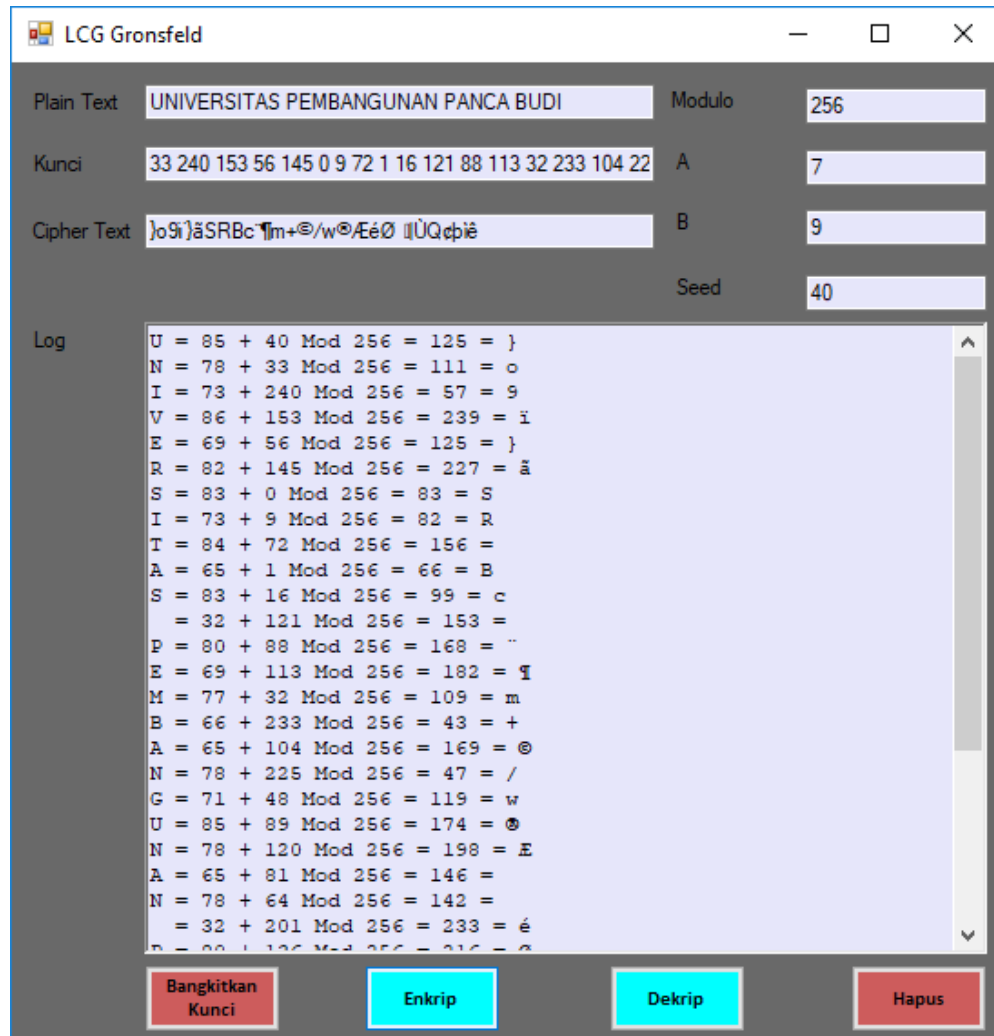 LCG Gronsfeld
Plain Text UNIVERSITAS PEMBANGUNAN PANCA BUDI Modulo 256
Kunci 33 240 153 56 145 0 9 72 1 16 121 88 113 32 233 104 22 A 7
Cipher Text }o9ï}ãSRBc¨¶m+©/w®ÆéØ ÙQ¢þìê B 9
Seed 40
Log
U = 85 + 40 Mod 256 = 125 = }
N = 78 + 33 Mod 256 = 111 = o
I = 73 + 240 Mod 256 = 57 = 9
V = 86 + 153 Mod 256 = 239 = ï
E = 69 + 56 Mod 256 = 125 = }
R = 82 + 145 Mod 256 = 227 = ã
S = 83 + 0 Mod 256 = 83 = S
I = 73 + 9 Mod 256 = 82 = R
T = 84 + 72 Mod 256 = 156 =
A = 65 + 1 Mod 256 = 66 = B
S = 83 + 16 Mod 256 = 99 = c
= 32 + 121 Mod 256 = 153 =
P = 80 + 88 Mod 256 = 168 = ¨
E = 69 + 113 Mod 256 = 182 = ¶
M = 77 + 32 Mod 256 = 109 = m
B = 66 + 233 Mod 256 = 43 = +
A = 65 + 104 Mod 256 = 169 = ©
N = 78 + 225 Mod 256 = 47 = /
G = 71 + 48 Mod 256 = 119 = w
U = 85 + 89 Mod 256 = 174 = ®
N = 78 + 120 Mod 256 = 198 = Æ
A = 65 + 81 Mod 256 = 146 =
N = 78 + 64 Mod 256 = 142 =
= 32 + 201 Mod 256 = 233 = é
Bangkitkan
Kunci
Enkrip
Dekrip
Hapus